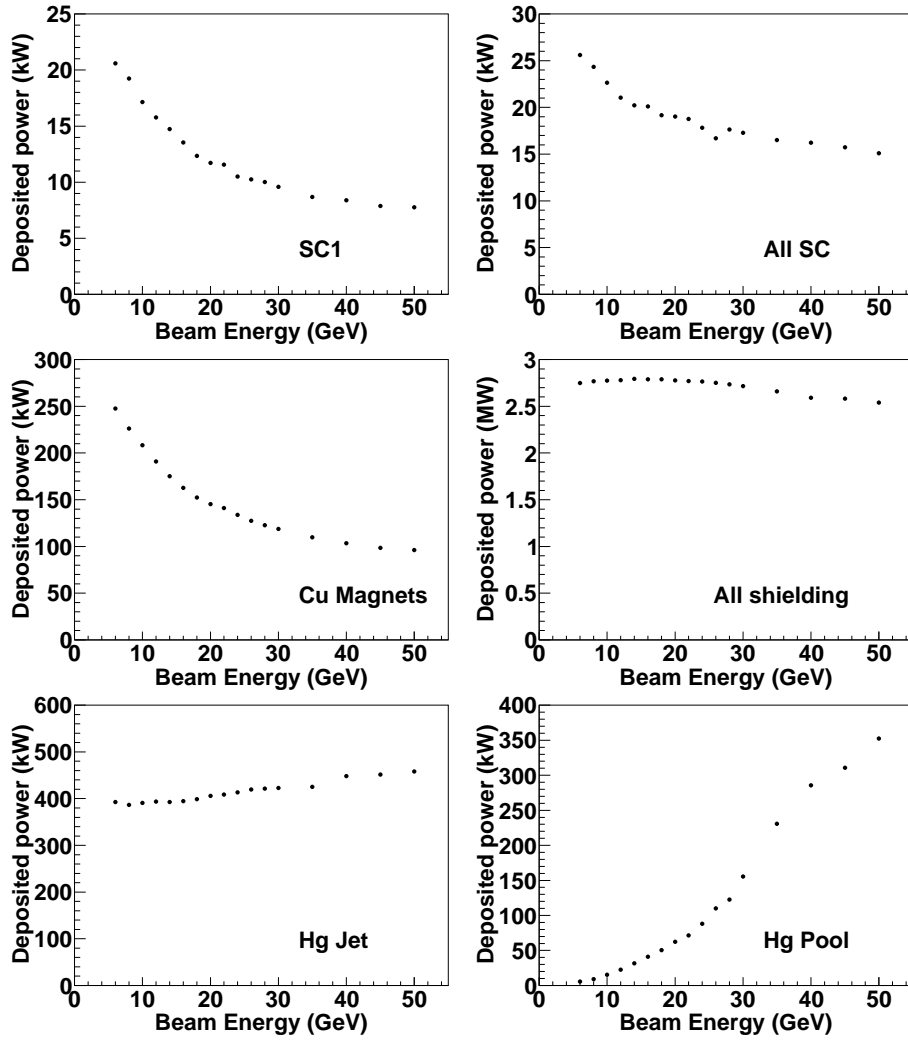 25
20
15
10
5
0
Deposited power (kW)
SC1
0 10 20 30 40 50
Beam Energy (GeV)
30
25
20
15
10
5
0
Deposited power (kW)
All SC
0 10 20 30 40 50
Beam Energy (GeV)
300
250
200
150
100
50
0
Deposited power (kW)
Cu Magnets
0 10 20 30 40 50
Beam Energy (GeV)
3
2.5
2
1.5
1
0.5
0
Deposited power (MW)
All shielding
0 10 20 30 40 50
Beam Energy (GeV)
600
500
400
300
200
100
0
Deposited power (kW)
Hg Jet
0 10 20 30 40 50
Beam Energy (GeV)
400
350
300
250
200
150
100
50
0
Deposited power (kW)
Hg Pool
0 10 20 30 40 50
Beam Energy (GeV)